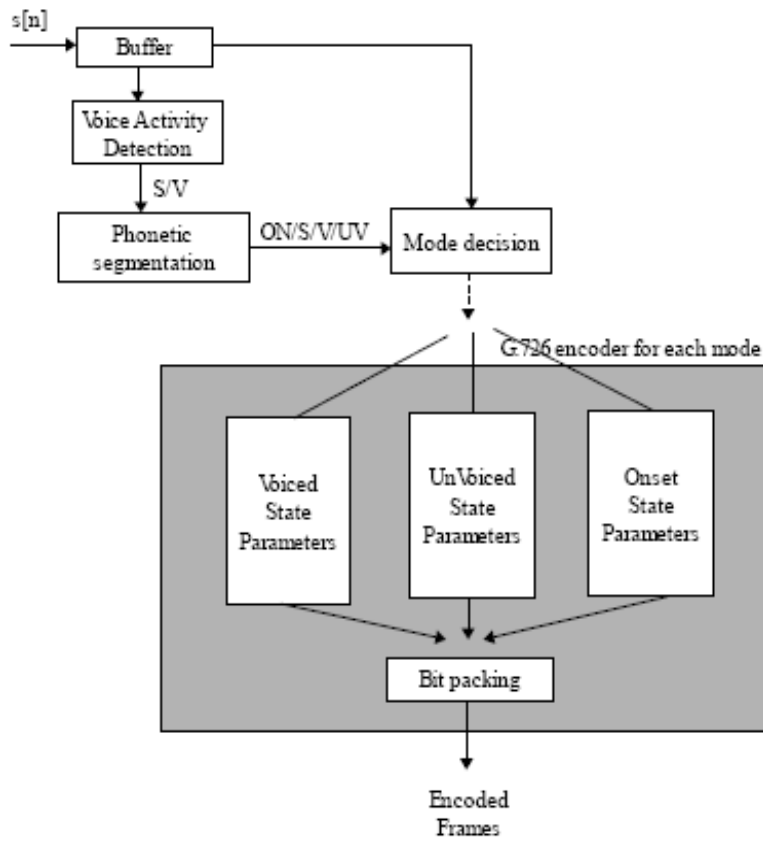 s[n]
Buffer
Voice Activity
Detection
S/V
Phonetic
segmentation
ON/S/V/UV
Mode decision
G.726 encoder for each mode
Voiced
State
Parameters
UnVoiced
State
Parameters
Onset
State
Parameters
Bit packing
Encoded
Frames